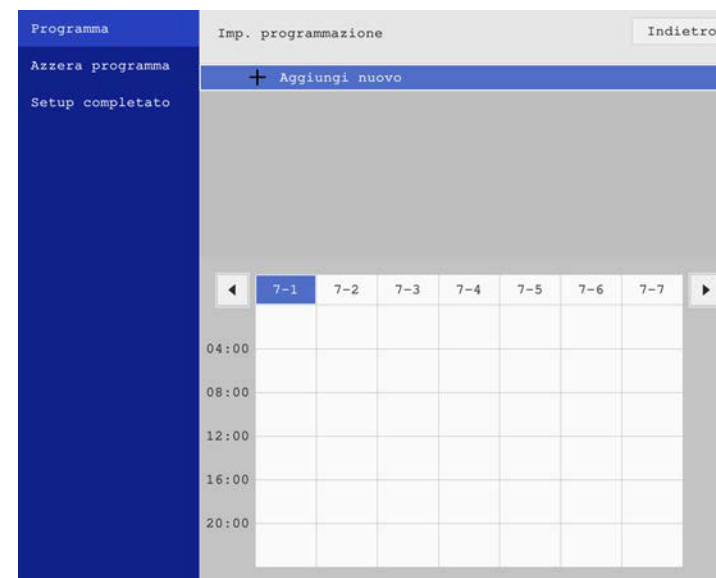 Programma
Azzera programma
Setup completato
Imp. programmazione
Indietro
Aggiungi nuovo
7-1 7-2 7-3 7-4 7-5 7-6 7-7
04:00
08:00
12:00
16:00
20:00